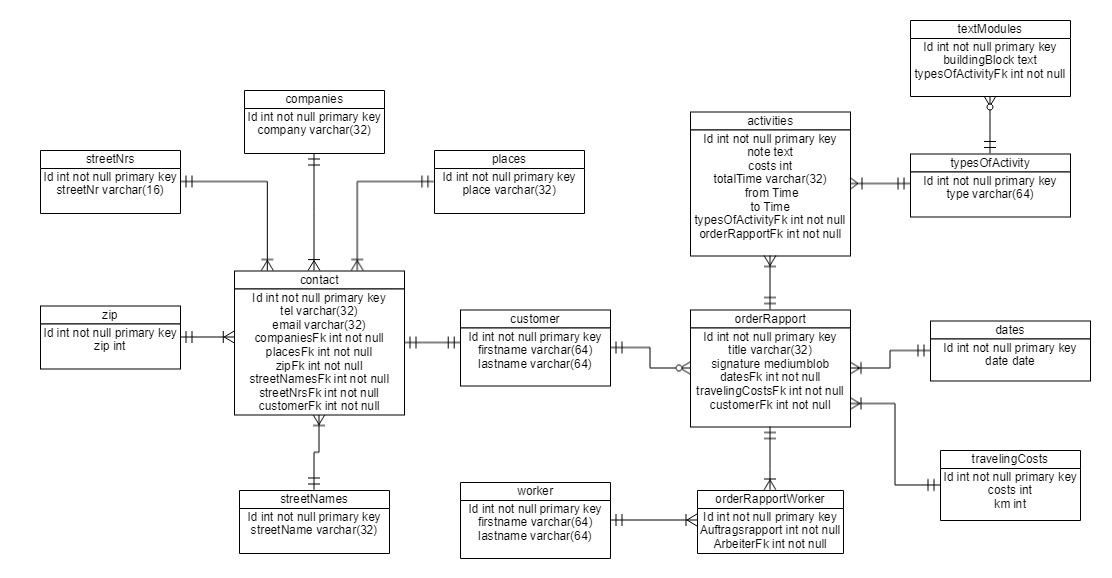 textModules
Id int not null primary key
buildingBlock text
typesOfActivityFk int not null
companies
Id int not null primary key
company varchar(32)
activities
Id int not null primary key
note text
costs int
totalTime varchar(32)
from Time
to Time
typesOfActivityFk int not null
orderRapportFk int not null
streetNrs
Id int not null primary key
streetNr varchar(16)
places
Id int not null primary key
place varchar(32)
typesOfActivity
Id int not null primary key
type varchar(64)
contact
Id int not null primary key
tel varchar(32)
email varchar(32)
companiesFk int not null
placesFk int not null
zipFk int not null
streetNamesFk int not null
streetNrsFk int not null
customerFk int not null
zip
Id int not null primary key
zip int
customer
Id int not null primary key
firstname varchar(64)
lastname varchar(64)
orderRapport
Id int not null primary key
title varchar(32)
signature mediumblob
datesFk int not null
travelingCostsFk int not null
customerFk int not null
dates
Id int not null primary key
date date
travelingCosts
Id int not null primary key
costs int
km int
streetNames
Id int not null primary key
streetName varchar(32)
worker
Id int not null primary key
firstname varchar(64)
lastname varchar(64)
orderRapportWorker
Id int not null primary key
Auftragsrapport int not null
ArbeiterFk int not null